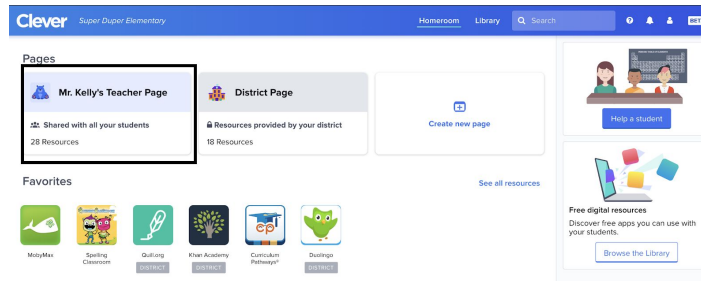 Clever Super Duper Elementary Homeroom Library Search BET
Pages
Mr. Kelly's Teacher Page
Shared with all your students
28 Resources
District Page
Resources provided by your district
18 Resources
Create new page
Help a student
Favorites
See all resources
MobyMax
Spelling
Classroom
Quill.org
DISTRICT
Khan Academy
DISTRICT
cp
Curriculum
Pathways®
Duolingo
DISTRICT
Free digital resources
Discover free apps you can use with
your students.
Browse the Library